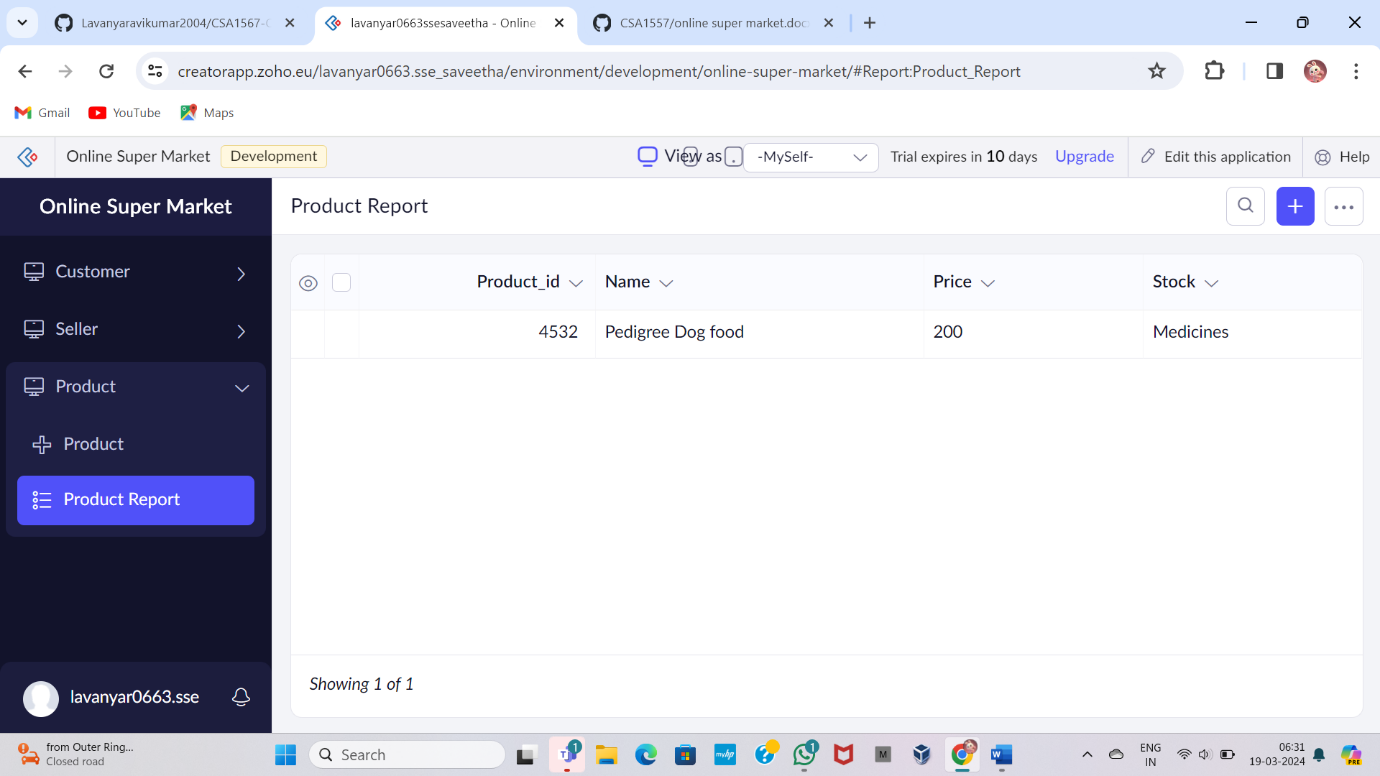 Lavanyaravikumar2004/CSA1567-
lavanyar0663ssesaveetha - Online
CSA1557/online super market.doc
creatorapp.zoho.eu/lavanyar0663.sse_saveetha/environment/development/online-super-market/#Report:Product_Report
Gmail YouTube Maps
Online Super Market Development View as -MySelf- Trial expires in 10 days Upgrade Edit this application Help
Online Super Market
Product Report
Customer
Seller
Product
Product
Product Report
Product_id Name Price Stock
4532 Pedigree Dog food 200 Medicines
Showing 1 of 1
lavanyar0663.sse
from Outer Ring...
Closed road
Search
ENG
IN
06:31
19-03-2024